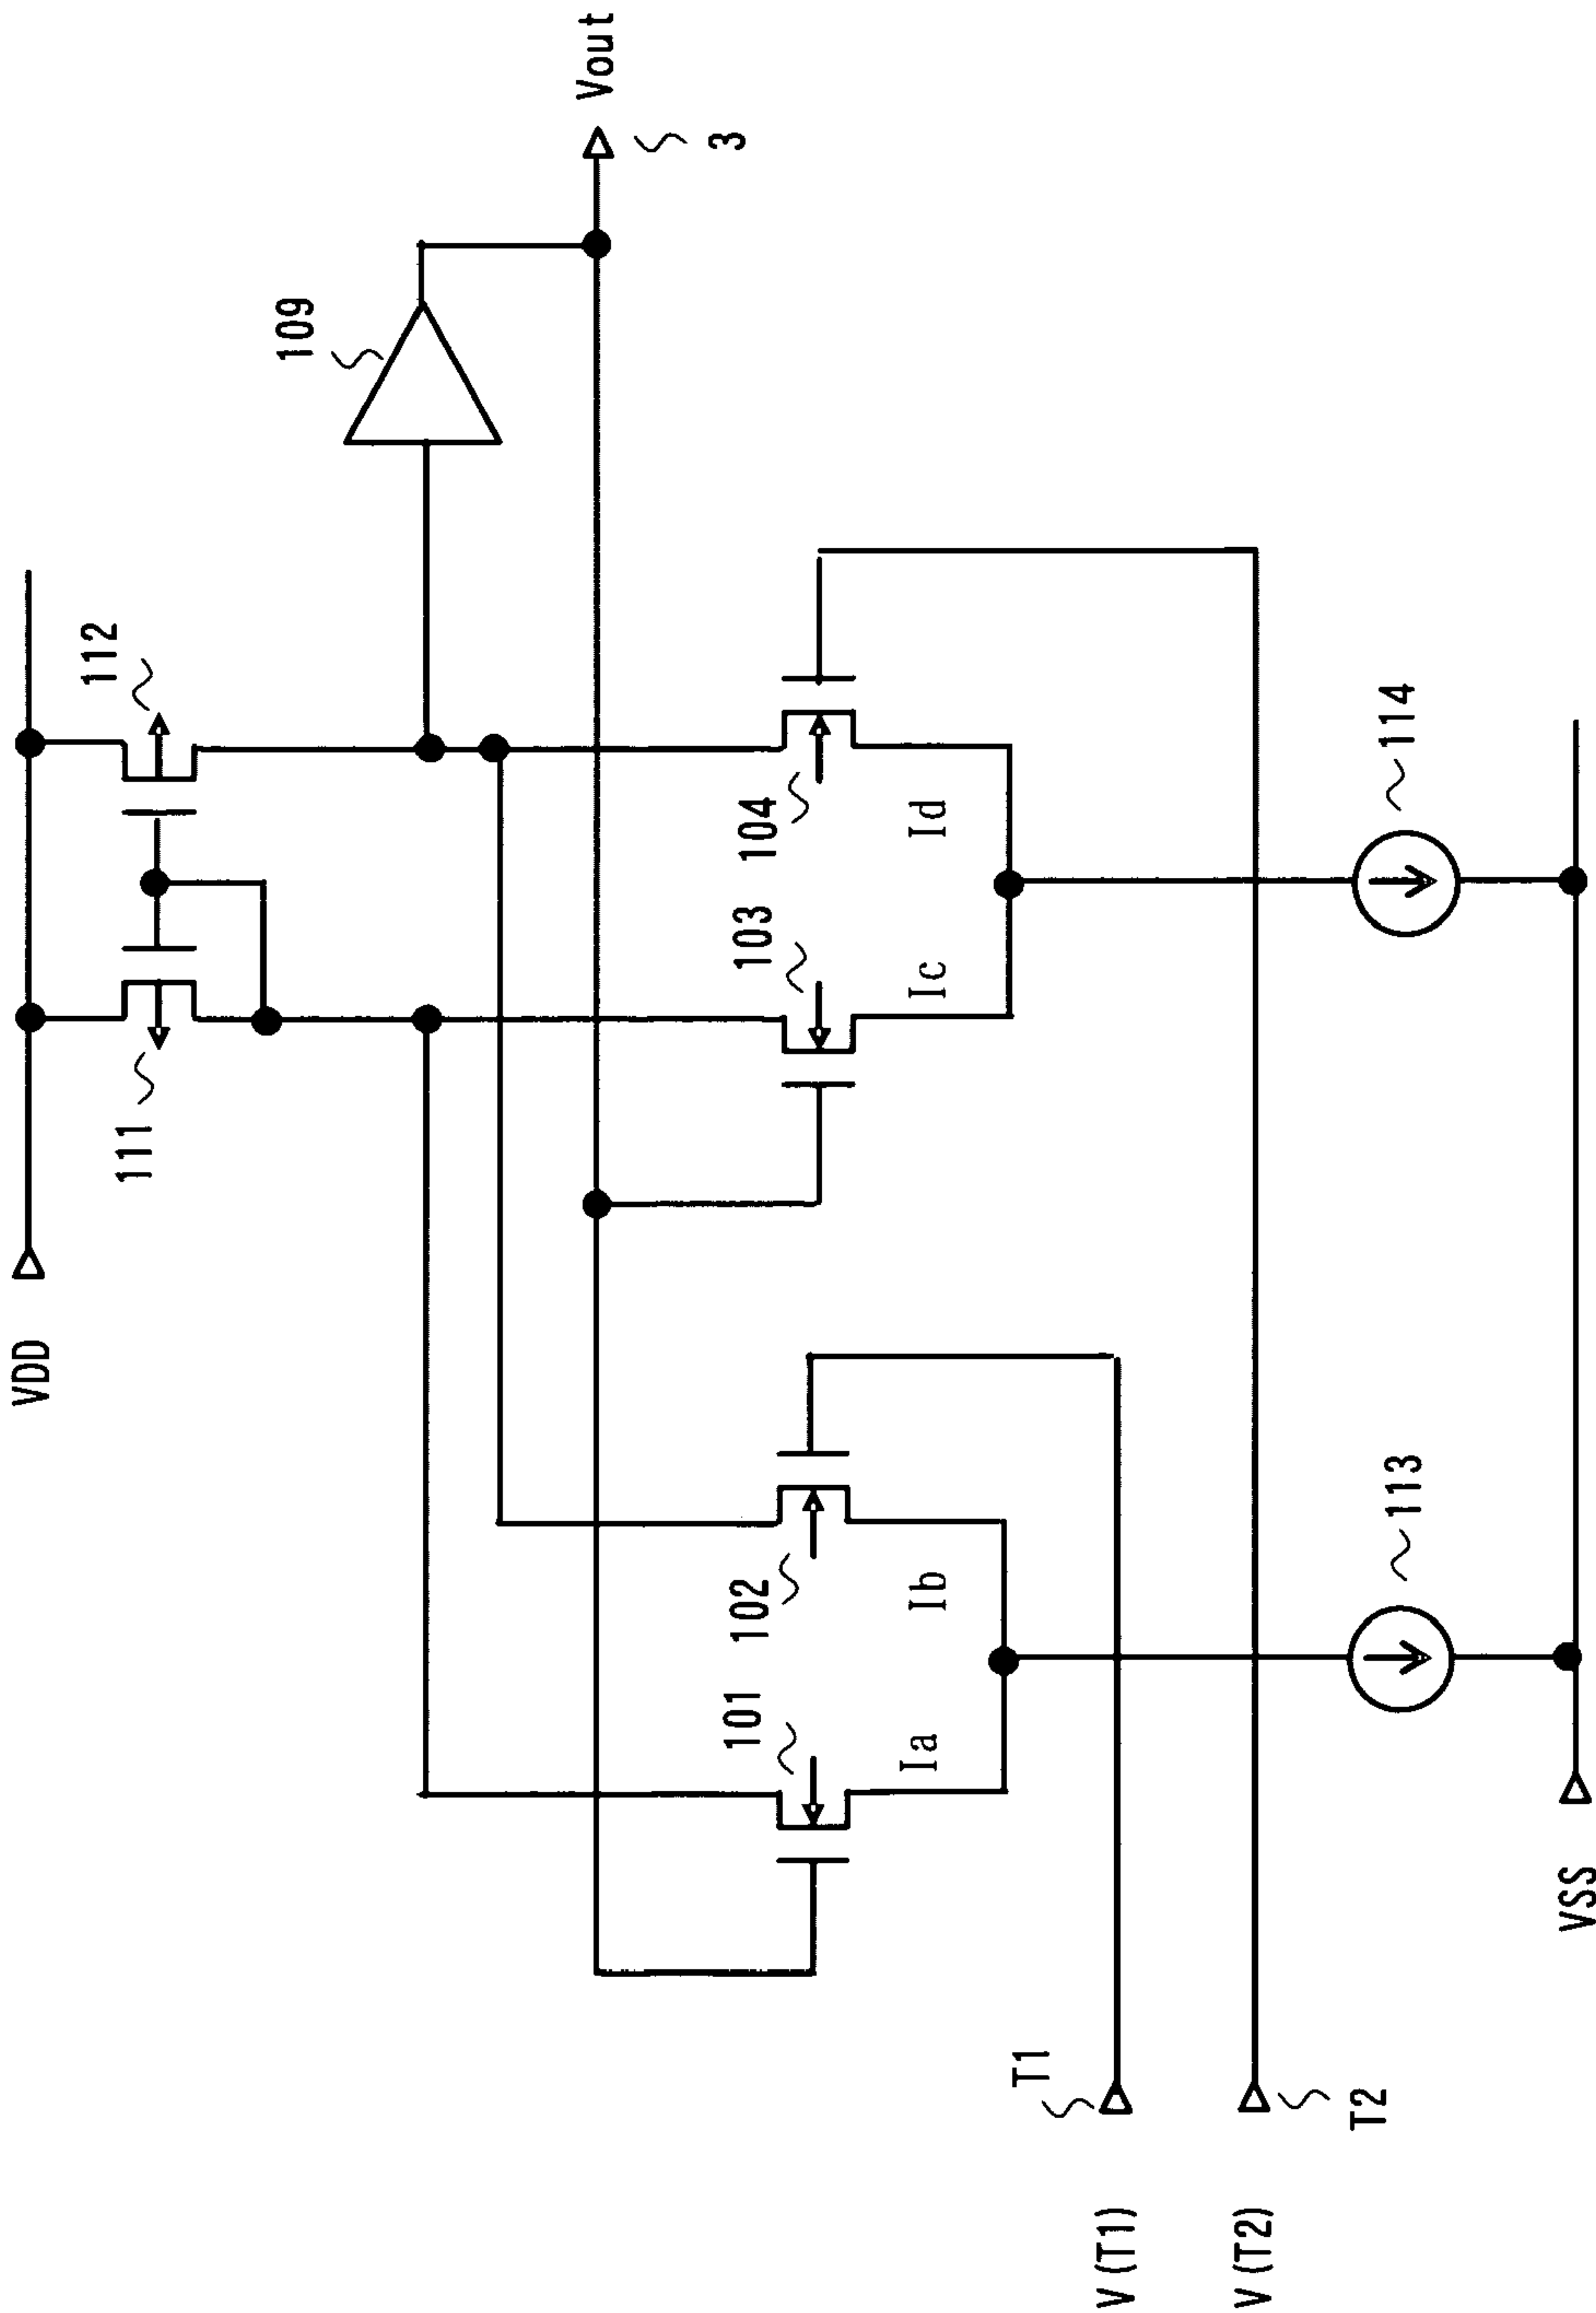 VDD
111
112
109
Vout
3
101
102
103
104
Ia
Ib
Ic
Id
T1
V (T1)
V (T2)
T2
113
114
VSS